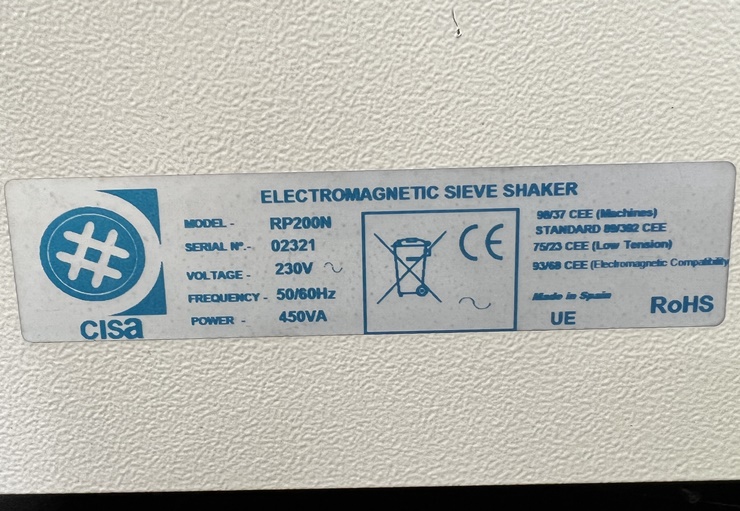 ELECTROMAGNETIC SIEVE SHAKER
MODEL - RP200N
SERIAL Nº.- 02321
VOLTAGE - 230V ~
FREQUENCY - 50/60Hz
POWER - 450VA
cısa
CE
98/37 CEE (Machines)
STANDARD 89/392 CEE
75/23 CEE (Low Tension)
93/68 CEE (Electromagnetic Compatibility
Made in Spain
UE
RoHS